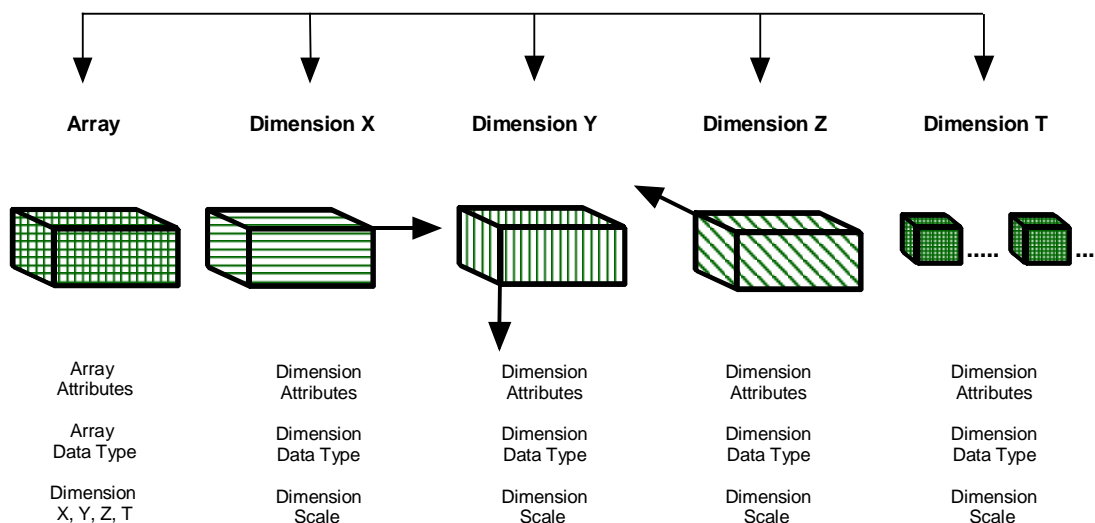 Array Dimension X Dimension Y Dimension Z Dimension T
..... ...
Array Dimension Dimension Dimension Dimension
Attributes Attributes Attributes Attributes Attributes
Array Dimension Dimension Dimension Dimension
Data Type Data Type Data Type Data Type Data Type
Dimension Dimension Dimension Dimension Dimension
X, Y, Z, T Scale Scale Scale Scale